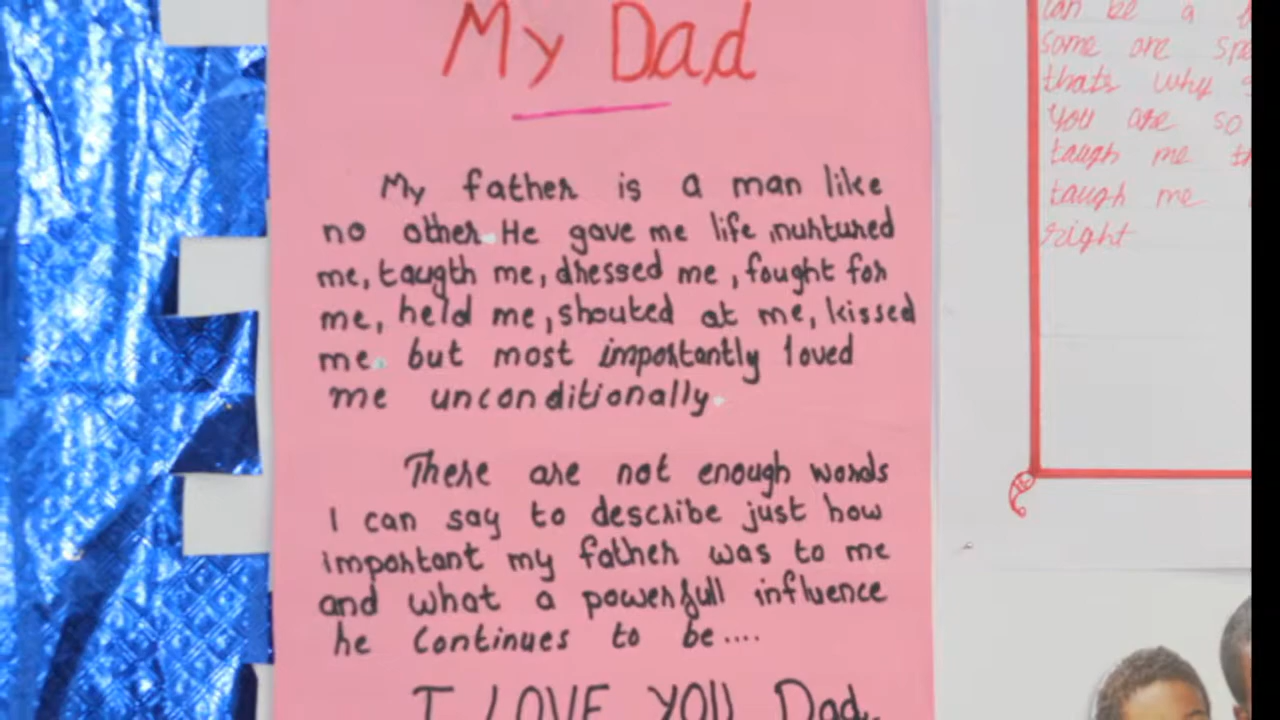 My Dad
My father is a man like
no other. He gave me life, nurtured
me, taugth me, dressed me, fought for
me, held me, shouted at me, kissed
me. but most importantly loved
me unconditionally.
There are not enough words
I can say to describe just how
important my father was to me
and what a powerfull influence
he continues to be....
I LOVE YOU Dad.
can be a
some are
thats why
you are so
taugh me
taugh me
right